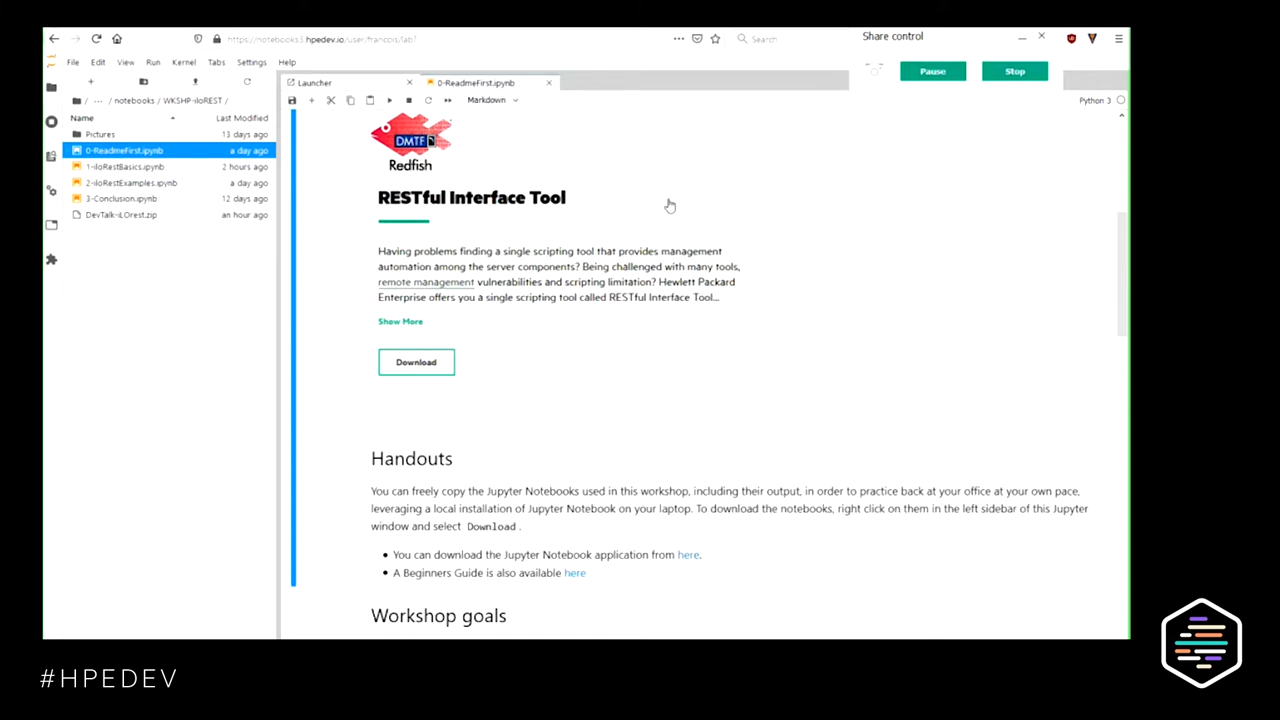 https://notebooks3.hpedev.io/user/francois/lab?
Search
Share control
File Edit View Run Kernel Tabs Settings Help
Pause
Stop
Launcher
0-ReadmeFirst.ipynb
Markdown
Python 3
/ ··· / notebooks / WKSHP-iloREST /
Name
Last Modified
Pictures
13 days ago
0-ReadmeFirst.ipynb
a day ago
1-iloRestBasics.ipynb
2 hours ago
2-iloRestExamples.ipynb
a day ago
3-Conclusion.ipynb
12 days ago
DevTalk-iLOrest.zip
an hour ago
DMTF
Redfish
RESTful Interface Tool
Having problems finding a single scripting tool that provides management
automation among the server components? Being challenged with many tools,
remote management vulnerabilities and scripting limitation? Hewlett Packard
Enterprise offers you a single scripting tool called RESTful Interface Tool...
Show More
Download
Handouts
You can freely copy the Jupyter Notebooks used in this workshop, including their output, in order to practice back at your office at your own pace,
leveraging a local installation of Jupyter Notebook on your laptop. To download the notebooks, right click on them in the left sidebar of this Jupyter
window and select Download .
• You can download the Jupyter Notebook application from here.
• A Beginners Guide is also available here
Workshop goals
#HPEDEV